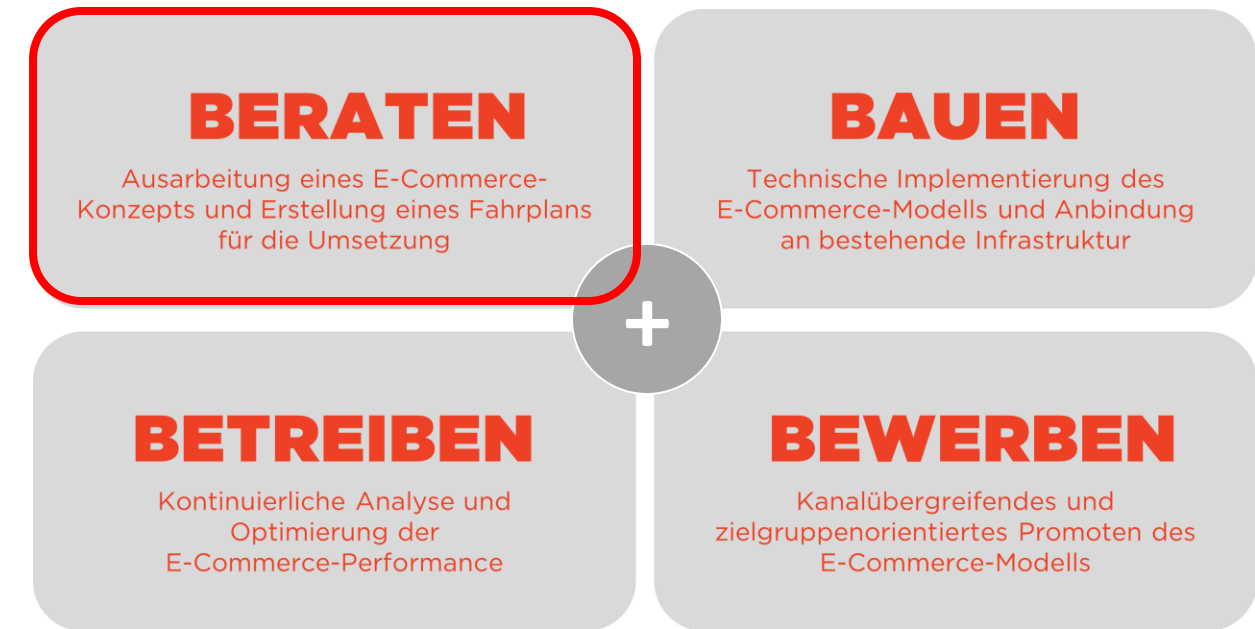 BERATEN
Ausarbeitung eines E-Commerce-
Konzepts und Erstellung eines Fahrplans
für die Umsetzung
BAUEN
Technische Implementierung des
E-Commerce-Modells und Anbindung
an bestehende Infrastruktur
+
BETREIBEN
Kontinuierliche Analyse und
Optimierung der
E-Commerce-Performance
BEWERBEN
Kanalübergreifendes und
zielgruppenorientiertes Promoten des
E-Commerce-Modells